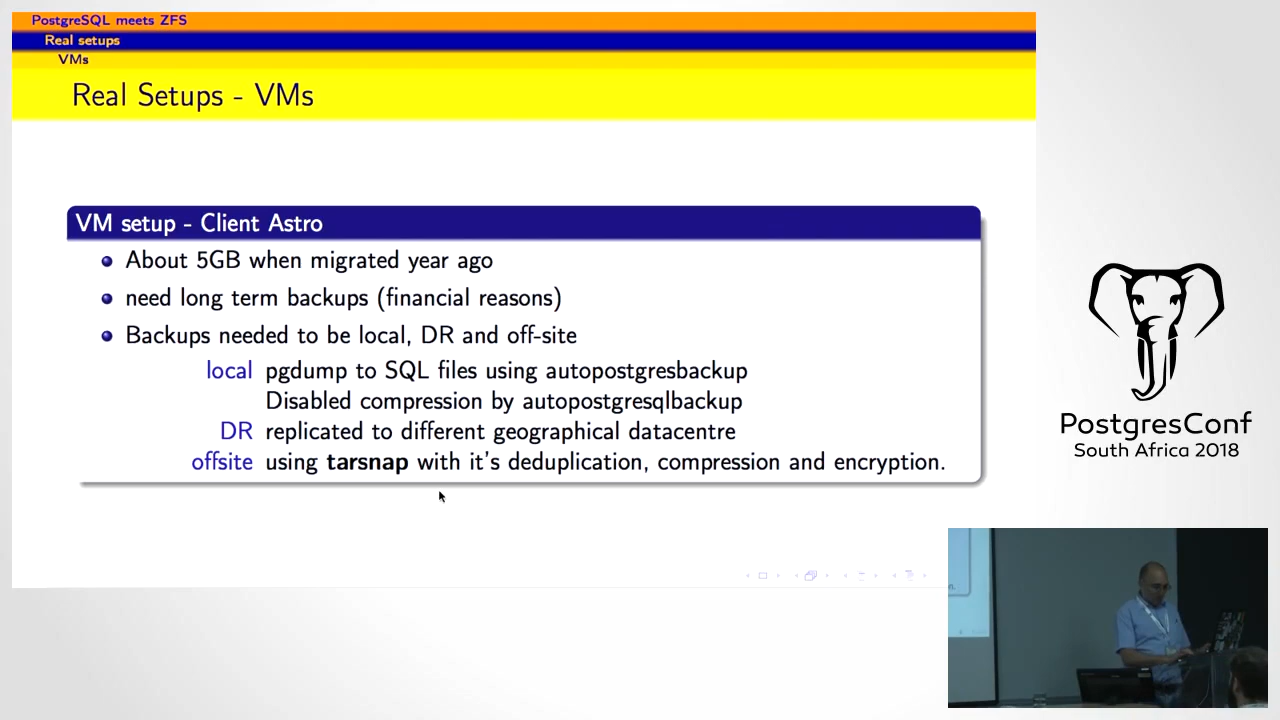 PostgreSQL meets ZFS
Real setups
VMs
Real Setups - VMs
VM setup - Client Astro
About 5GB when migrated year ago
need long term backups (financial reasons)
Backups needed to be local, DR and off-site
local pgdump to SQL files using autopostgresbackup
Disabled compression by autopostgresqlbackup
DR replicated to different geographical datacentre
offsite using tarsnap with it's deduplication, compression and encryption.
PostgresConf
South Africa 2018